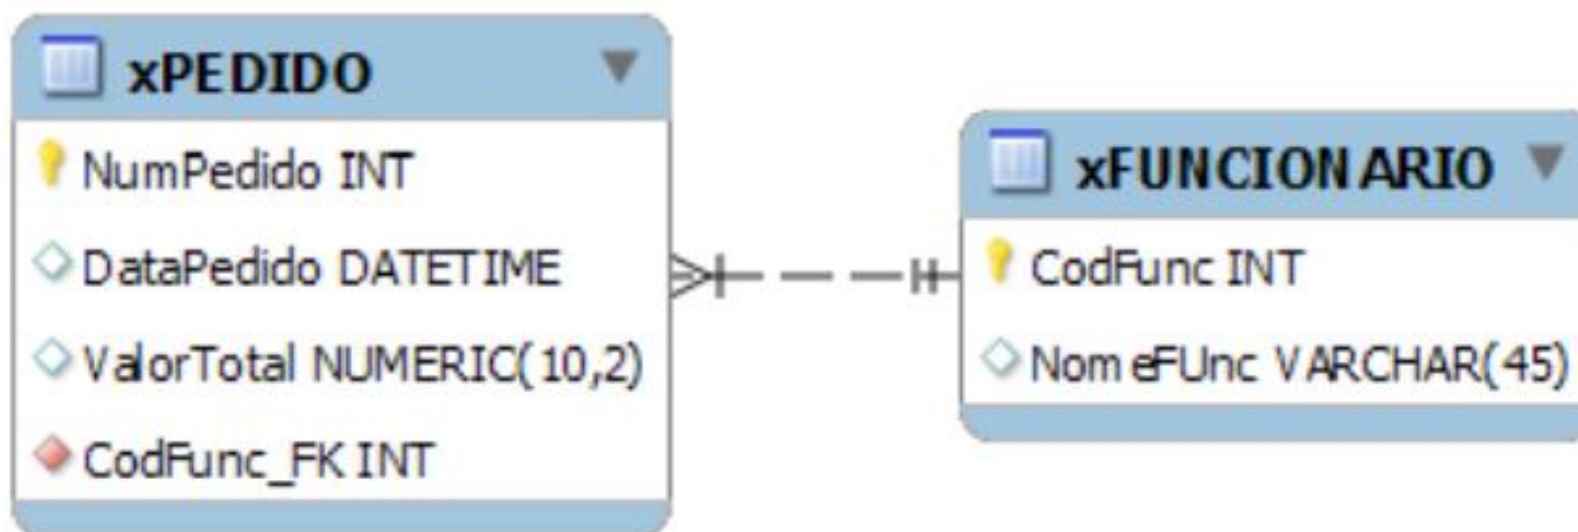 xPEDIDO
NumPedido INT
DataPedido DATETIME
ValorTotal NUMERIC(10,2)
CodFunc_FK INT
xFUNCIONARIO
CodFunc INT
NomeFUnc VARCHAR(45)